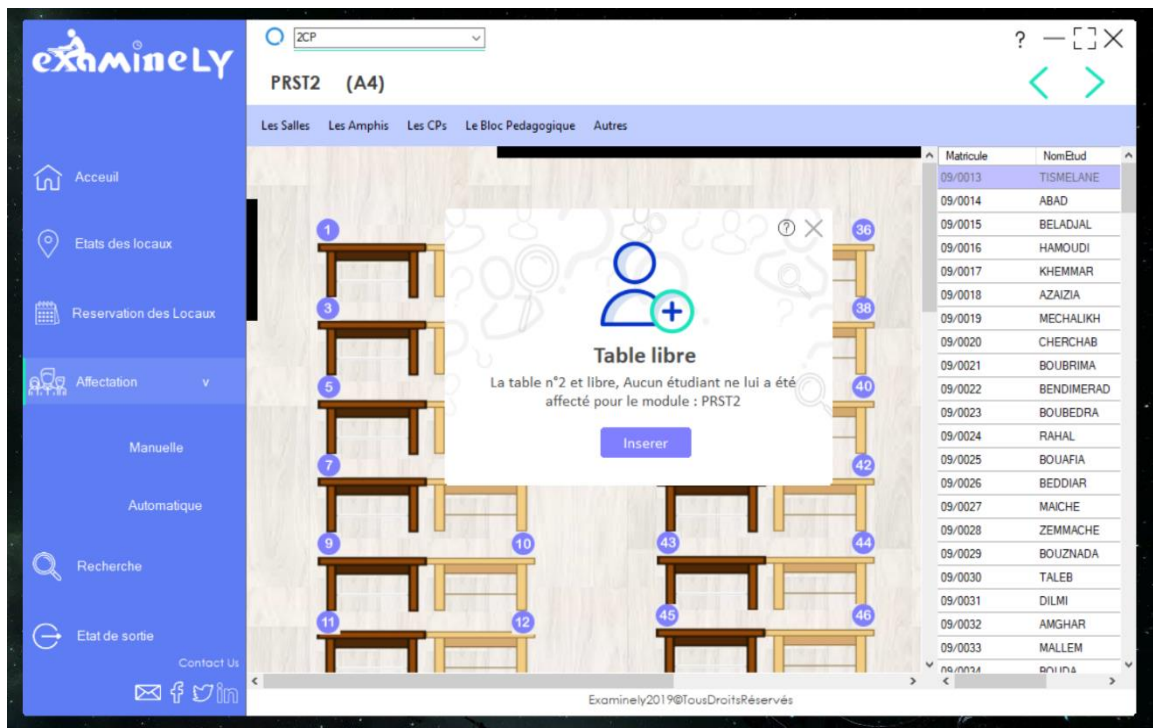 examinely
2CP
?
PRST2 (A4)
Les Salles Les Amphis Les CPs Le Bloc Pedagogique Autres
Acceuil
Etats des locaux
Reservation des Locaux
Affectation v
Manuelle
Automatique
Recherche
Etat de sortie
Contact Us
1
36
3
38
5
40
7
42
9
10
43
44
11
12
45
46
?
Table libre
La table n°2 et libre, Aucun étudiant ne lui a été
affecté pour le module : PRST2
Inserer
Matricule NomEtud
09/0013 TISMELANE
09/0014 ABAD
09/0015 BELADJAL
09/0016 HAMOUDI
09/0017 KHEMMAR
09/0018 AZAIZIA
09/0019 MECHALIKH
09/0020 CHERCHAB
09/0021 BOUBRIMA
09/0022 BENDIMERAD
09/0023 BOUBEDRA
09/0024 RAHAL
09/0025 BOUAFIA
09/0026 BEDDIAR
09/0027 MAICHE
09/0028 ZEMMACHE
09/0029 BOUZNADA
09/0030 TALEB
09/0031 DILMI
09/0032 AMGHAR
09/0033 MALLEM
09/0034 BOUDA
Examinely2019©TousDroitsRéservés